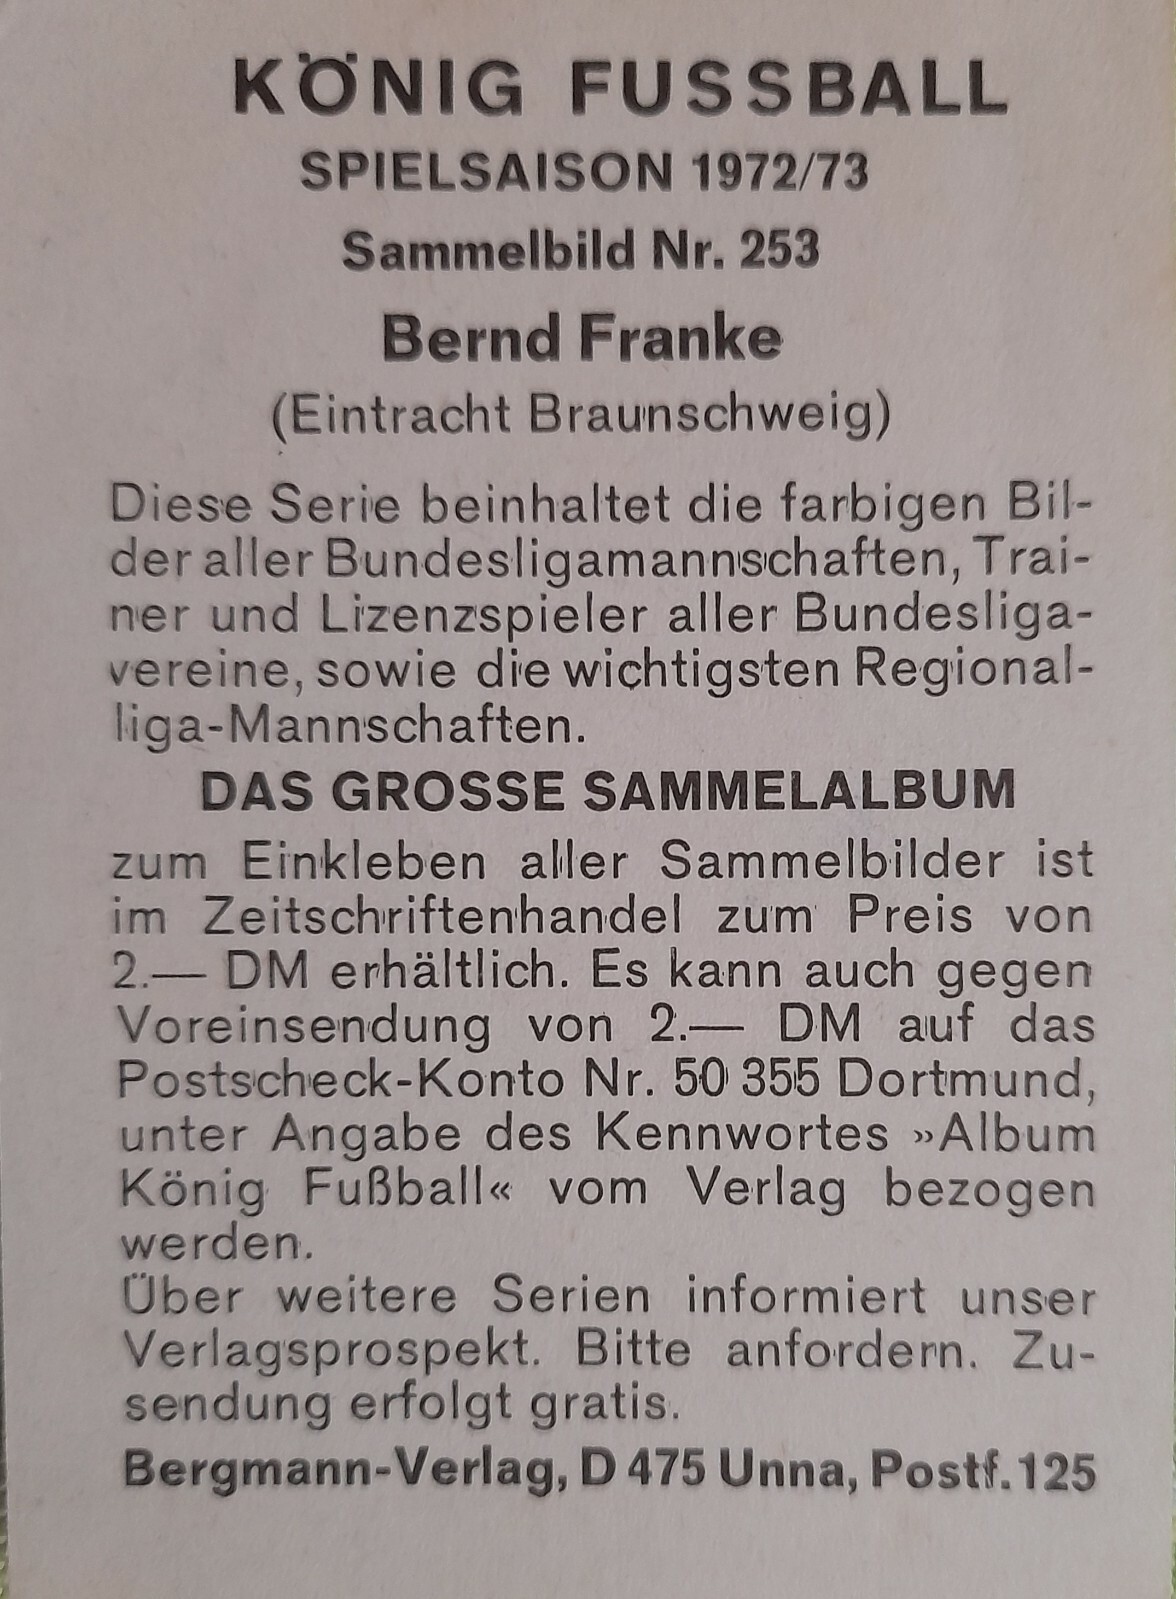 KÖNIG FUSSBALL
SPIELSAISON 1972/73
Sammelbild Nr. 253
Bernd Franke
(Eintracht Braunschweig)
Diese Serie beinhaltet die farbigen Bil-
der aller Bundesligamannschaften, Trai-
ner und Lizenzspieler aller Bundesliga-
vereine, sowie die wichtigsten Regional-
liga-Mannschaften.
DAS GROSSE SAMMELALBUM
zum Einkleben aller Sammelbilder ist
im Zeitschriftenhandel zum Preis von
2.— DM erhältlich. Es kann auch gegen
Voreinsendung von 2.— DM auf das
Postscheck-Konto Nr. 50 355 Dortmund,
unter Angabe des Kennwortes »Album
König Fußball« vom Verlag bezogen
werden.
Über weitere Serien informiert unser
Verlagsprospekt. Bitte anfordern. Zu-
sendung erfolgt gratis.
Bergmann-Verlag, D 475 Unna, Postf. 125